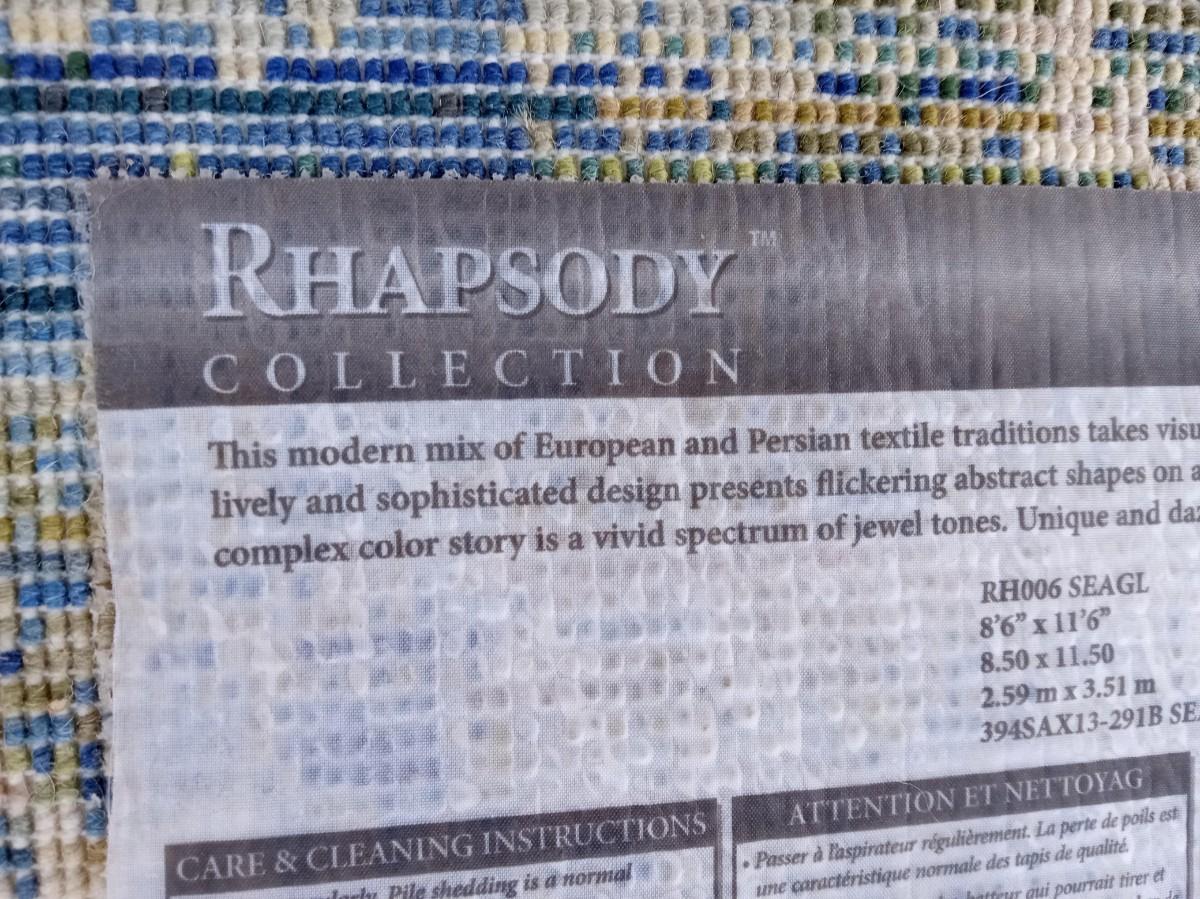 RHAPSODY™
COLLECTION
This modern mix of European and Persian textile traditions takes
lively and sophisticated design presents flickering abstract shapes on a
complex color story is a vivid spectrum of jewel tones. Unique and
RH006 SEAGL
8'6” x 11'6”
8.50 x 11.50
2.59 m x 3.51 m
394SAX13-291B
CARE & CLEANING INSTRUCTIONS
Pile shedding is a normal
ATTENTION ET NETTOYAG
• Passer à l'aspirateur régulièrement. La perte de poils est
une caractéristique normale des tapis de qualité.
qui pourrait tirer et